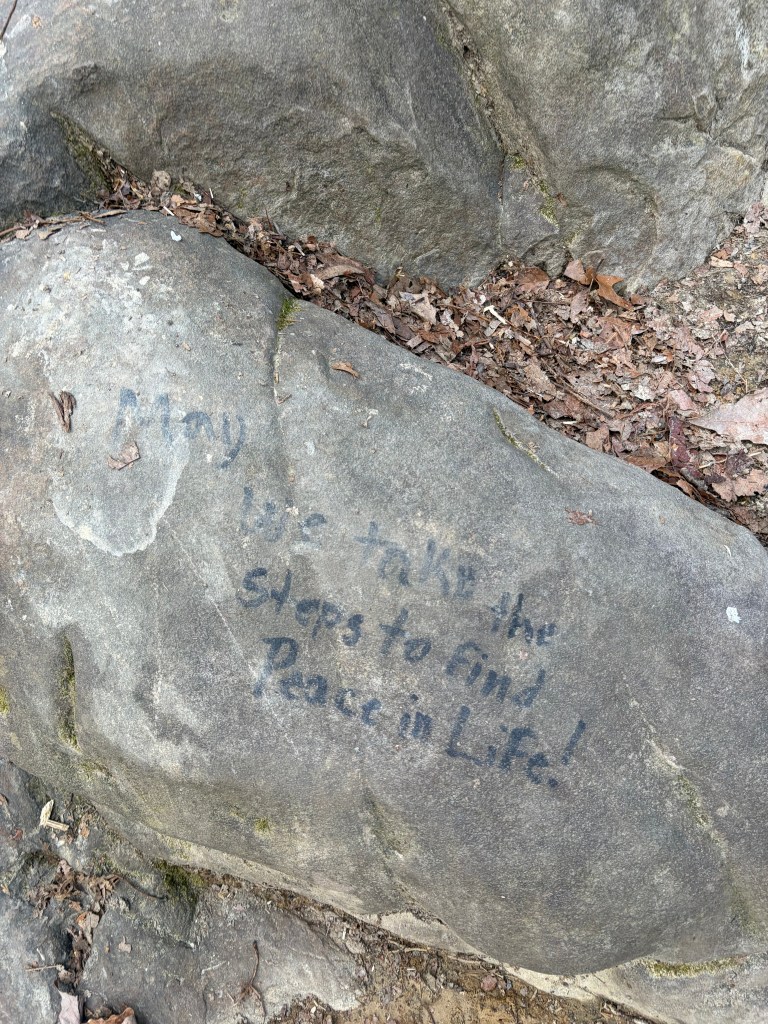 May
we take the
Steps to find
Peace in Life!